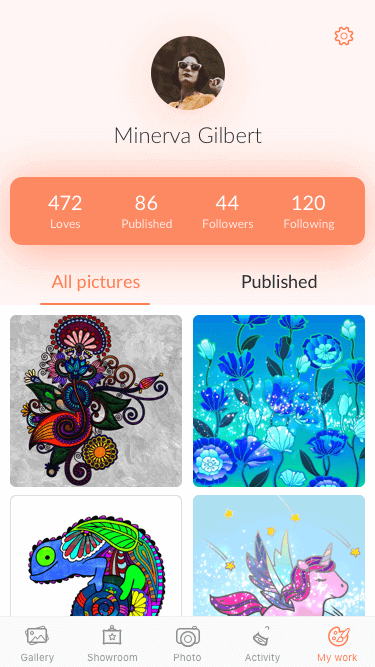 Minerva Gilbert
472 86 44 120
Loves Published Followers Following
All pictures Published
Gallery Showroom Photo Activity My work